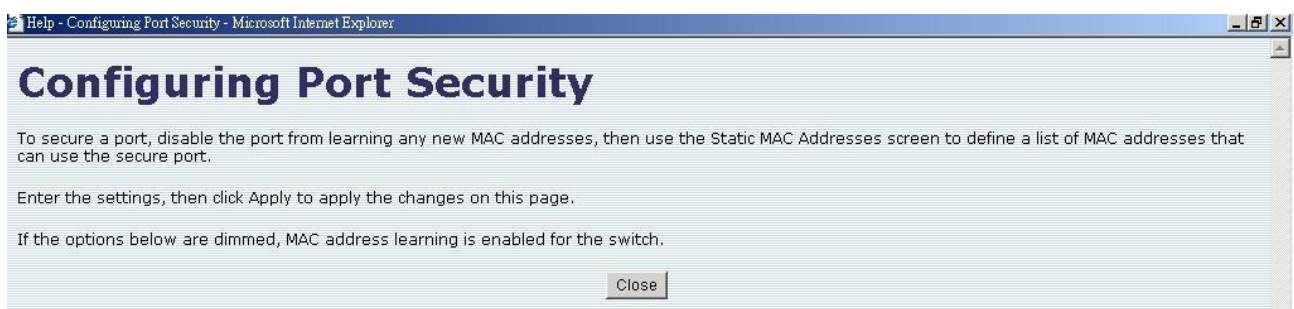 Help - Configuring Port Security - Microsoft Internet Explorer
Configuring Port Security
To secure a port, disable the port from learning any new MAC addresses, then use the Static MAC Addresses screen to define a list of MAC addresses that
can use the secure port.
Enter the settings, then click Apply to apply the changes on this page.
If the options below are dimmed, MAC address learning is enabled for the switch.
Close